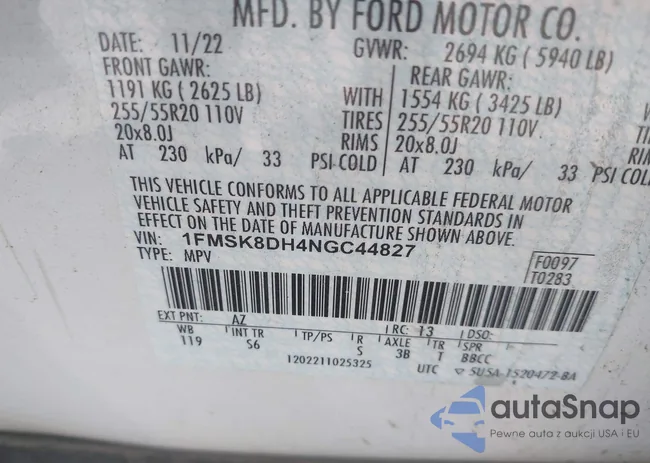 MFD. BY FORD MOTOR CO.
DATE: 11/22 GVWR: 2694 KG ( 5940 LB)
FRONT GAWR: REAR GAWR:
1191 KG ( 2625 LB) WITH 1554 KG ( 3425 LB)
255/55R20 110V TIRES 255/55R20 110V
20x8.0J RIMS 20x8.0J
AT 230 kPa/ 33 PSI COLD AT 230 kPa/ 33 PSI COLD
THIS VEHICLE CONFORMS TO ALL APPLICABLE FEDERAL MOTOR
VEHICLE SAFETY AND THEFT PREVENTION STANDARDS IN
EFFECT ON THE DATE OF MANUFACTURE SHOWN ABOVE.
VIN: 1FMSK8DH4NGC44827
TYPE: MPV
F0097
T0283
EXT PNT: AZ RC: 13 DSO:
WB INT TR TP/PS R AXLE TR SPR
119 S6 S 3B T BBCC
1202211025325
UTC SUSA-1520472-BA
autaSnap
Pewne auta z aukcji USA i EU